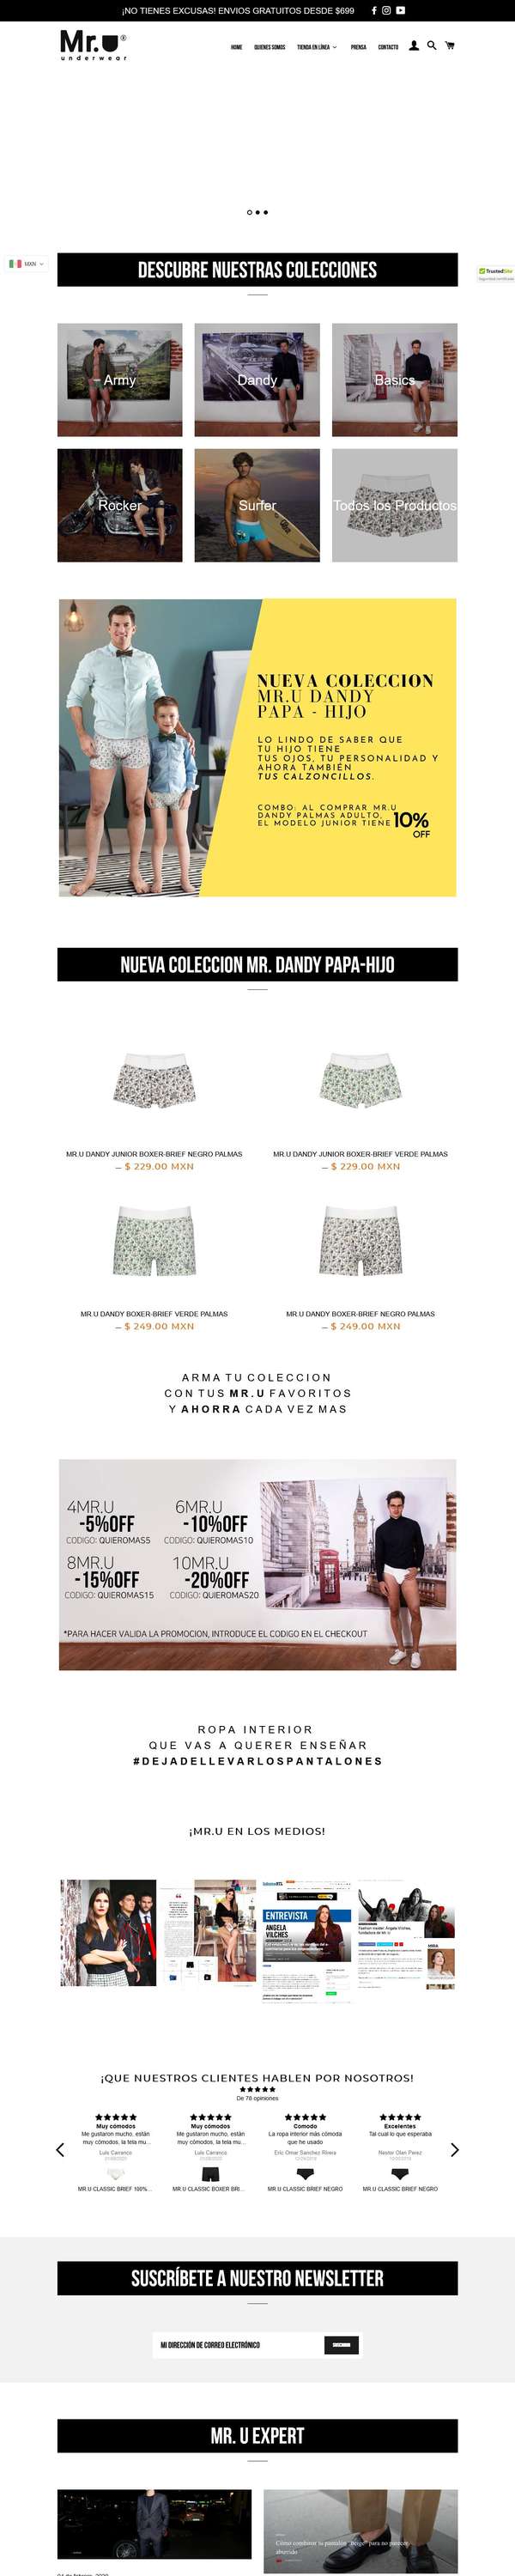 ¡NO TIENES EXCUSAS! ENVIOS GRATUITOS DESDE $699
Mr.U®
underwear
HOME QUIENES SOMOS TIENDA EN LÍNEA PRENSA CONTACTO
MXN
TrustedSite
DESCUBRE NUESTRAS COLECCIONES
Army
Dandy
Basics
Rocker
Surfer
Todos los Productos
NUEVA COLECCION
MR.U DANDY
PAPA - HIJO
LO LINDO DE SABER QUE
TU HIJO TIENE
TUS OJOS, TU PERSONALIDAD Y
AHORA TAMBIÉN
TUS CALZONCILLOS.
COMBO: AL COMPRAR MR.U
DANDY PALMAS ADULTO,
EL MODELO JUNIOR TIENE 10%
OFF
NUEVA COLECCION MR. DANDY PAPA-HIJO
MR.U DANDY JUNIOR BOXER-BRIEF NEGRO PALMAS
— $ 229.00 MXN
MR.U DANDY JUNIOR BOXER-BRIEF VERDE PALMAS
— $ 229.00 MXN
MR.U DANDY BOXER-BRIEF VERDE PALMAS
— $ 249.00 MXN
MR.U DANDY BOXER-BRIEF NEGRO PALMAS
— $ 249.00 MXN
ARMA TU COLECCION
CON TUS MR.U FAVORITOS
Y AHORRA CADA VEZ MAS
4MR.U
-5%OFF
CODIGO: QUIEROMAS5
6MR.U
-10%OFF
CODIGO: QUIEROMAS10
8MR.U
-15%OFF
CODIGO: QUIEROMAS15
10MR.U
-20%OFF
CODIGO: QUIEROMAS20
*PARA HACER VALIDA LA PROMOCION, INTRODUCE EL CODIGO EN EL CHECKOUT
ROPA INTERIOR
QUE VAS A QUERER ENSEÑAR
#DEJADELLEVARLOSPANTALONES
¡MR.U EN LOS MEDIOS!
ENTREVISTA
ANGELA
VILCHES
¡QUE NUESTROS CLIENTES HABLEN POR NOSOTROS!
De 76 opiniones
Muy cómodos
Me gustaron mucho, están
muy cómodos, la tela mu...
Luis Carranco
MR.U CLASSIC BRIEF 100%...
Muy cómodos
Me gustaron mucho, están
muy cómodos, la tela mu...
Luis Carranco
MR.U CLASSIC BOXER BRI...
Comodo
La ropa interior más cómoda
que he usado
Eric Omar Sanchez Rivera
MR.U CLASSIC BRIEF NEGRO
Excelentes
Tal cual lo que esperaba
Nestor Olan Perez
MR.U CLASSIC BRIEF NEGRO
SUSCRÍBETE A NUESTRO NEWSLETTER
MI DIRECCIÓN DE CORREO ELECTRÓNICO
SUSCRIBIR
MR. U EXPERT
Cómo combinar tu pantalón "beige" para no parecer
aburrido